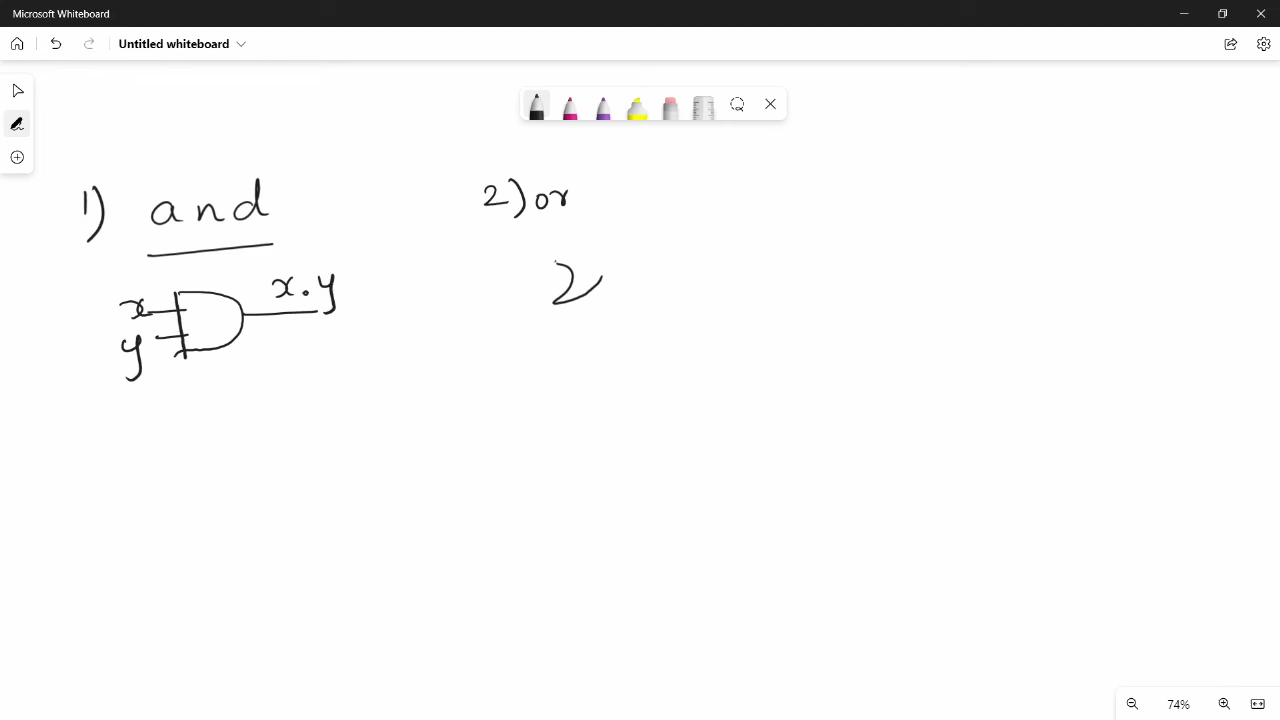 Microsoft Whiteboard
Untitled whiteboard
1) and
2) or
x
y
x.y
74%